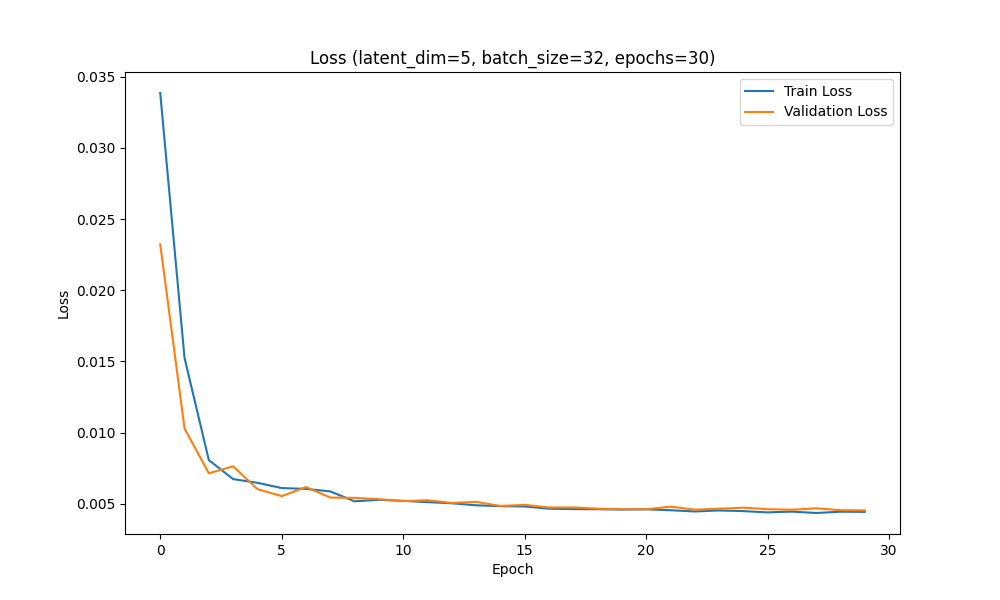 Loss (latent_dim=5, batch_size=32, epochs=30)
Train Loss
Validation Loss
0.035
0.030
0.025
0.020
0.015
0.010
0.005
Loss
0 5 10 15 20 25 30
Epoch